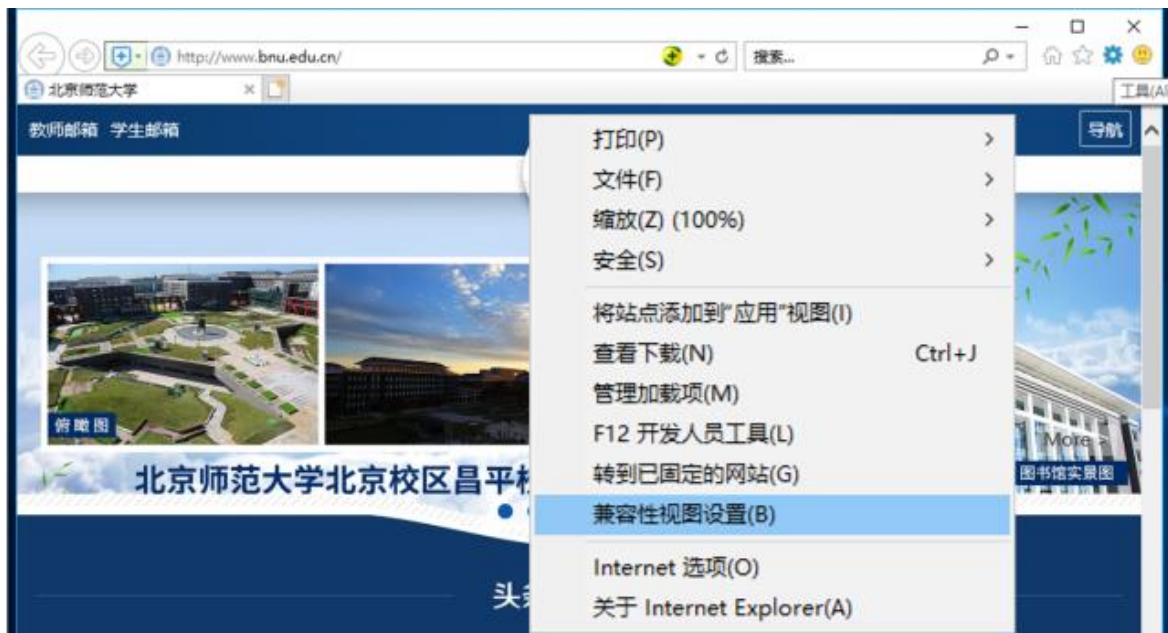 http://www.bnu.edu.cn/
搜索...
北京师范大学
工具(Al
教师邮箱 学生邮箱
导航
打印(P)
文件(F)
缩放(Z) (100%)
安全(S)
将站点添加到"应用"视图(I)
查看下载(N) Ctrl+J
管理加载项(M)
F12 开发人员工具(L)
转到已固定的网站(G)
兼容性视图设置(B)
Internet 选项(O)
关于 Internet Explorer(A)
俯瞰图
More >
图书馆实景图
北京师范大学北京校区昌平
头